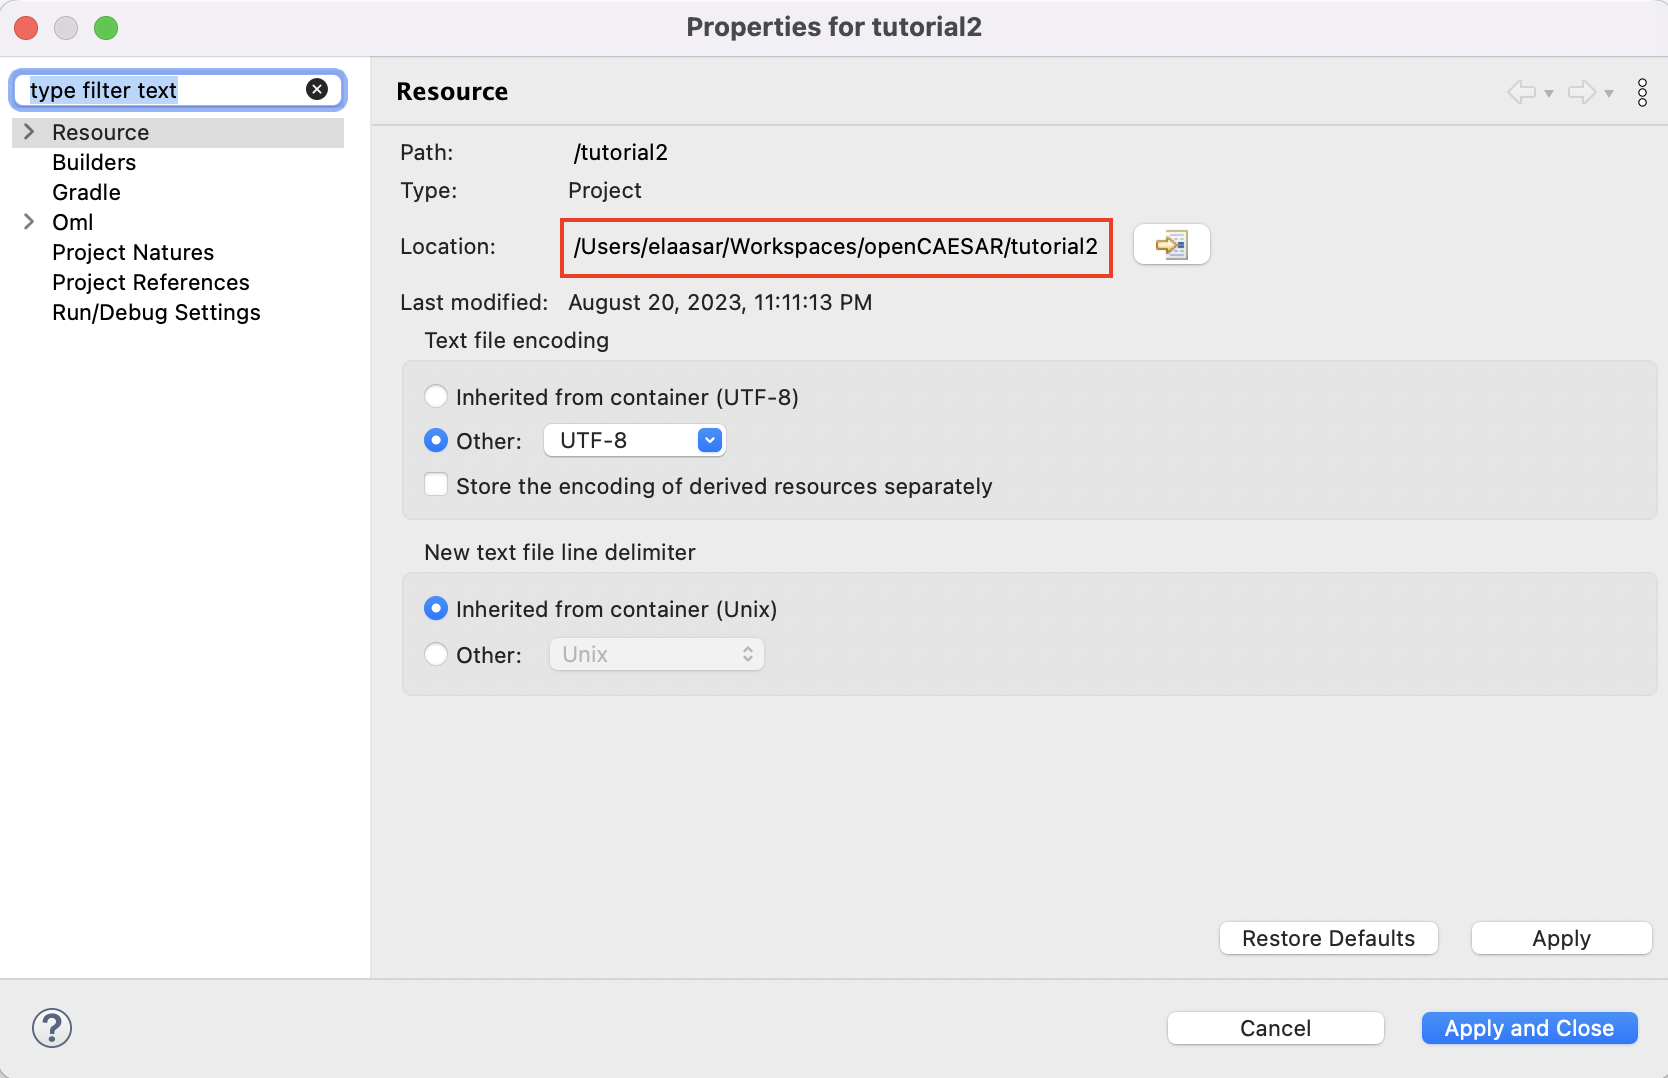 Properties for tutorial2
type filter text
Resource
Builders
Gradle
Oml
Project Natures
Project References
Run/Debug Settings
Resource
Path: /tutorial2
Type: Project
Location: /Users/elaasar/Workspaces/openCAESAR/tutorial2
Last modified: August 20, 2023, 11:11:13 PM
Text file encoding
Inherited from container (UTF-8)
Other: UTF-8
Store the encoding of derived resources separately
New text file line delimiter
Inherited from container (Unix)
Other: Unix
Restore Defaults Apply
? Cancel Apply and Close